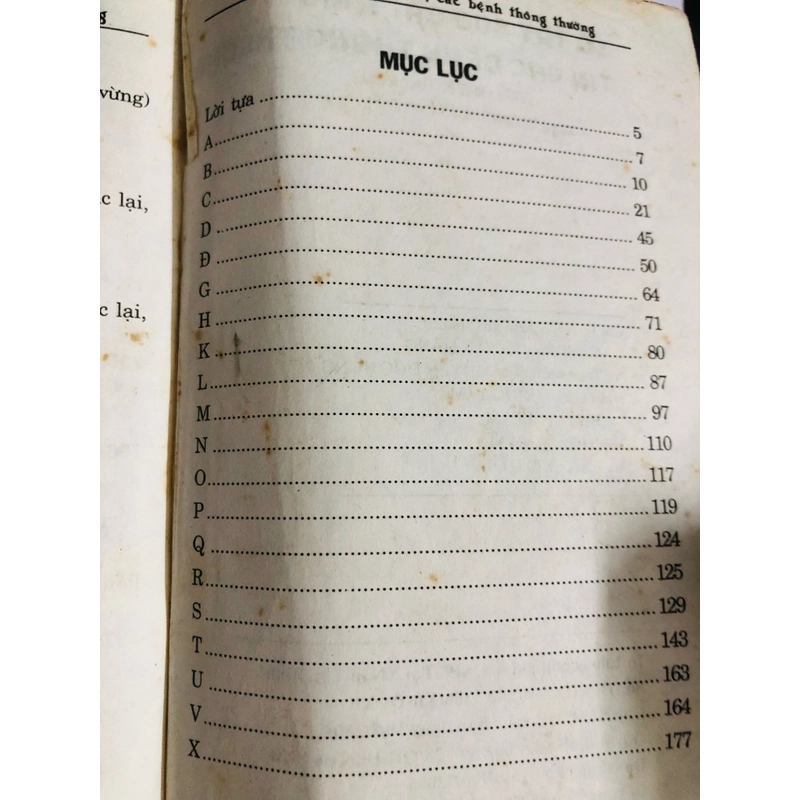 vừng)
lại,
lại,
các bệnh thông thường
MỤC LỤC
Lời tựa ........ 5
A ........ 7
B ........ 10
C ........ 21
D ........ 45
Đ ........ 50
G ........ 64
H ........ 71
K ........ 80
L ........ 87
M ........ 97
N ........ 110
O ........ 117
P ........ 119
Q ........ 124
R ........ 125
S ........ 129
T ........ 143
U ........ 163
V ........ 164
X ........ 177